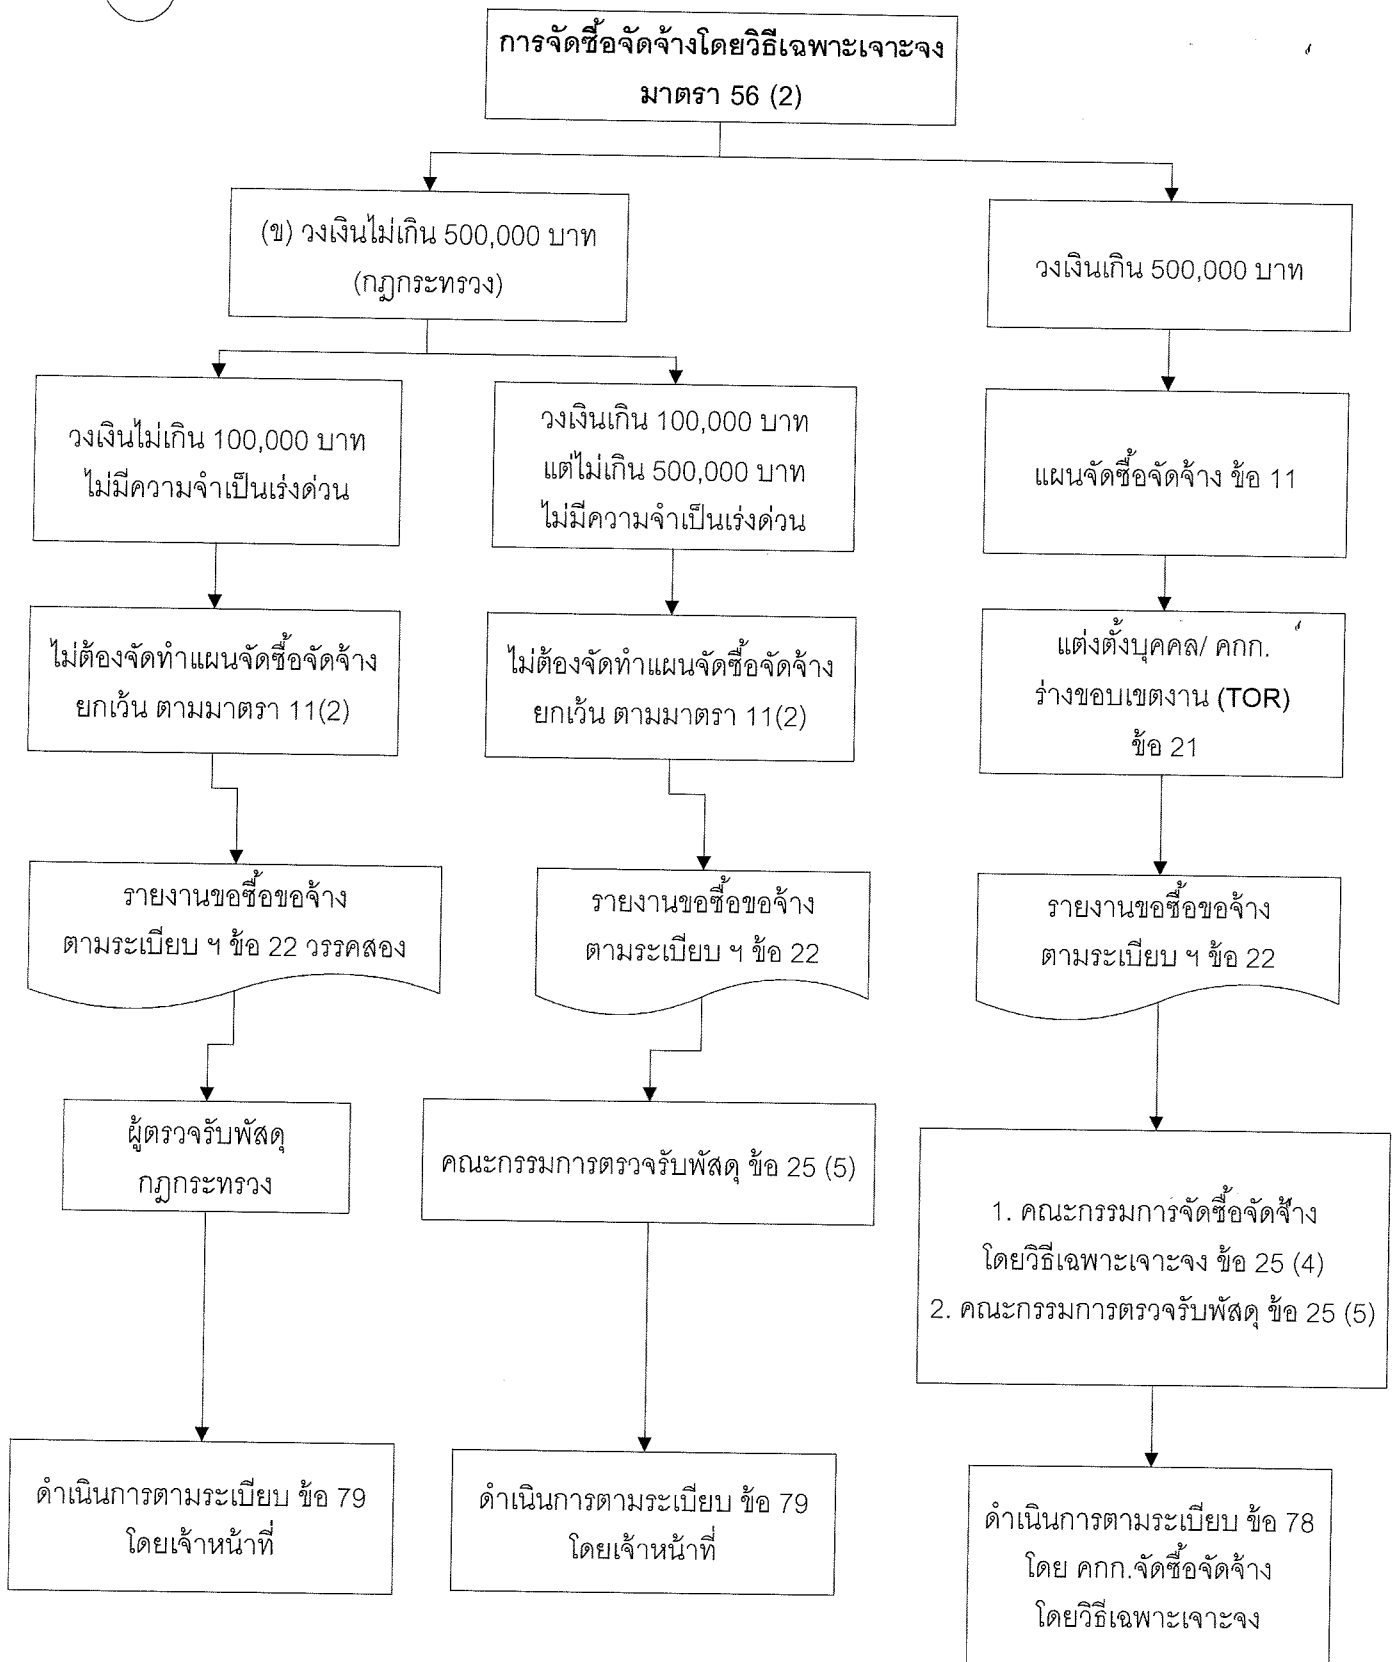 การจัดซื้อจัดจ้างโดยวิธีเฉพาะเจาะจง
มาตรา 56 (2)
(ข) วงเงินไม่เกิน 500,000 บาท
(กฎกระทรวง)
วงเงินเกิน 500,000 บาท
วงเงินไม่เกิน 100,000 บาท
ไม่มีความจำเป็นเร่งด่วน
วงเงินเกิน 100,000 บาท
แต่ไม่เกิน 500,000 บาท
ไม่มีความจำเป็นเร่งด่วน
แผนจัดซื้อจัดจ้าง ข้อ 11
ไม่ต้องจัดทำแผนจัดซื้อจัดจ้าง
ยกเว้น ตามมาตรา 11(2)
ไม่ต้องจัดทำแผนจัดซื้อจัดจ้าง
ยกเว้น ตามมาตรา 11(2)
แต่งตั้งบุคคล/ คกก.
ร่างขอบเขตงาน (TOR)
ข้อ 21
รายงานขอซื้อขอจ้าง
ตามระเบียบ ฯ ข้อ 22 วรรคสอง
รายงานขอซื้อขอจ้าง
ตามระเบียบ ฯ ข้อ 22
รายงานขอซื้อขอจ้าง
ตามระเบียบ ฯ ข้อ 22
ผู้ตรวจรับพัสดุ
กฎกระทรวง
คณะกรรมการตรวจรับพัสดุ ข้อ 25 (5)
1. คณะกรรมการจัดซื้อจัดจ้าง
โดยวิธีเฉพาะเจาะจง ข้อ 25 (4)
2. คณะกรรมการตรวจรับพัสดุ ข้อ 25 (5)
ดำเนินการตามระเบียบ ข้อ 79
โดยเจ้าหน้าที่
ดำเนินการตามระเบียบ ข้อ 79
โดยเจ้าหน้าที่
ดำเนินการตามระเบียบ ข้อ 78
โดย คกก.จัดซื้อจัดจ้าง
โดยวิธีเฉพาะเจาะจง